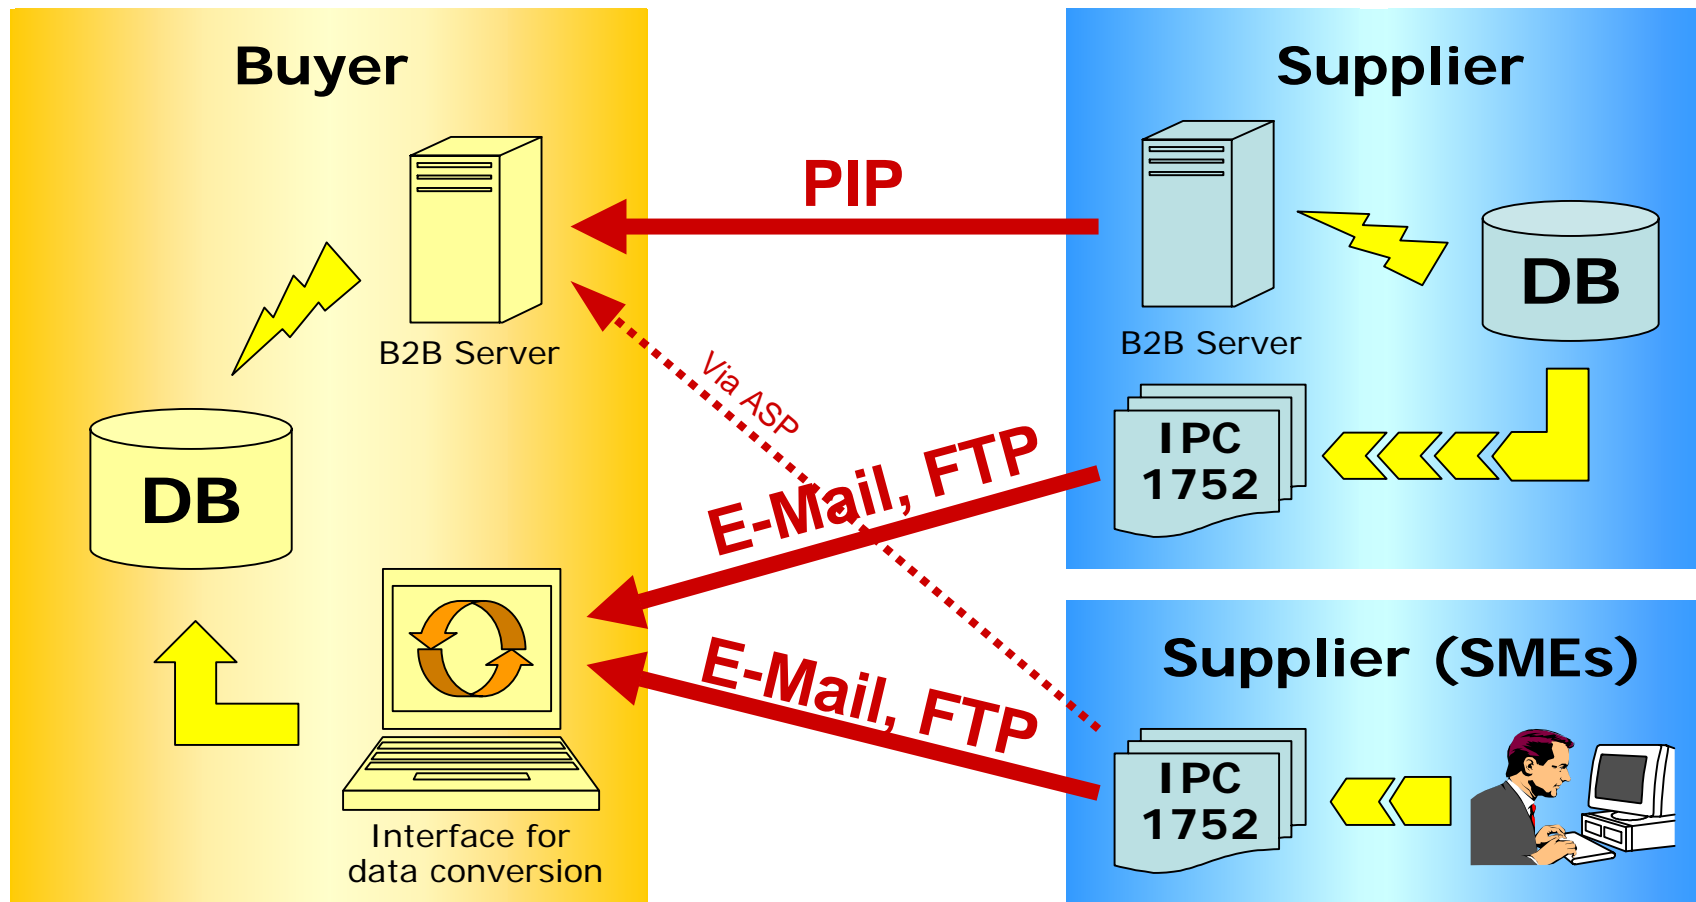 Buyer
Supplier
PIP
DB
B2B Server
B2B Server
Via ASP
E-Mail, FTP
IPC
1752
DB
E-Mail, FTP
Supplier (SMEs)
IPC
1752
Interface for
data conversion